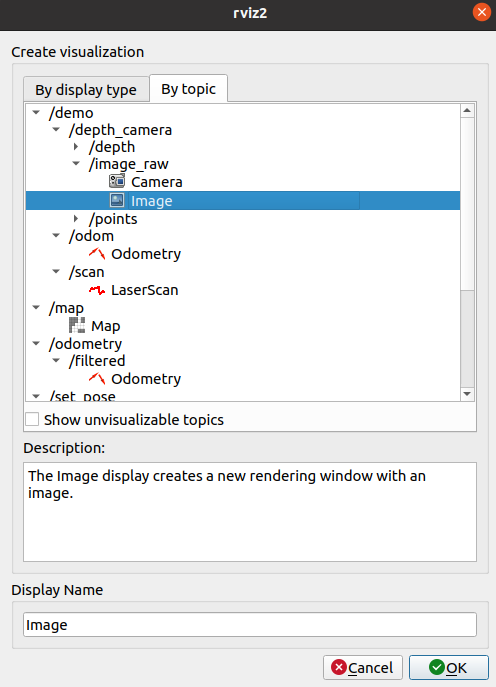 rviz2
Create visualization
By display type
By topic
/demo
/depth_camera
/depth
/image_raw
Camera
Image
/points
/odom
Odometry
/scan
LaserScan
/map
Map
/odometry
/filtered
Odometry
/set_pose
Show unvisualizable topics
Description:
The Image display creates a new rendering window with an
image.
Display Name
Image
Cancel
OK